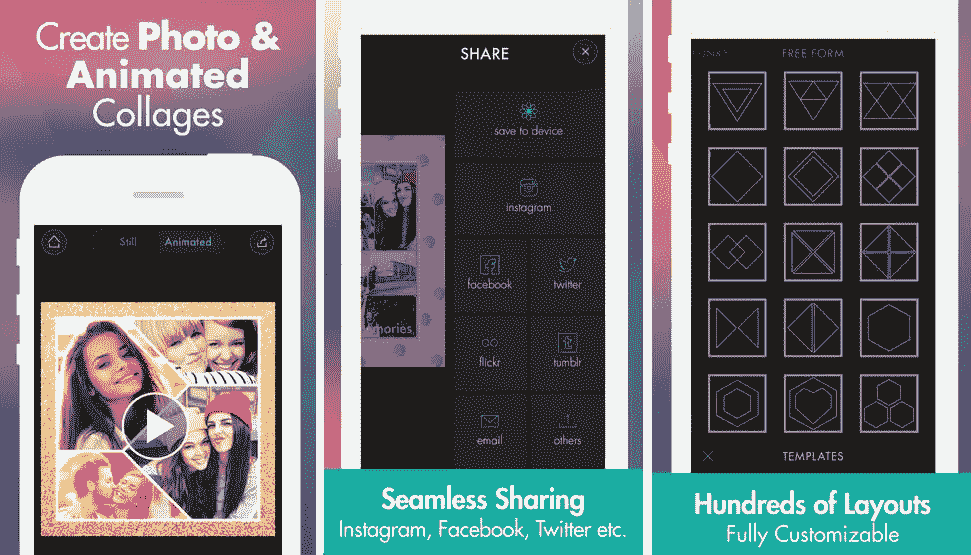 Create Photo &
Animated
Collages
Still
Animated
SHARE
save to device
instagram
facebook
twitter
flickr
tumblr
email
others
Seamless Sharing
Instagram, Facebook, Twitter etc.
FREE FORM
TEMPLATES
Hundreds of Layouts
Fully Customizable